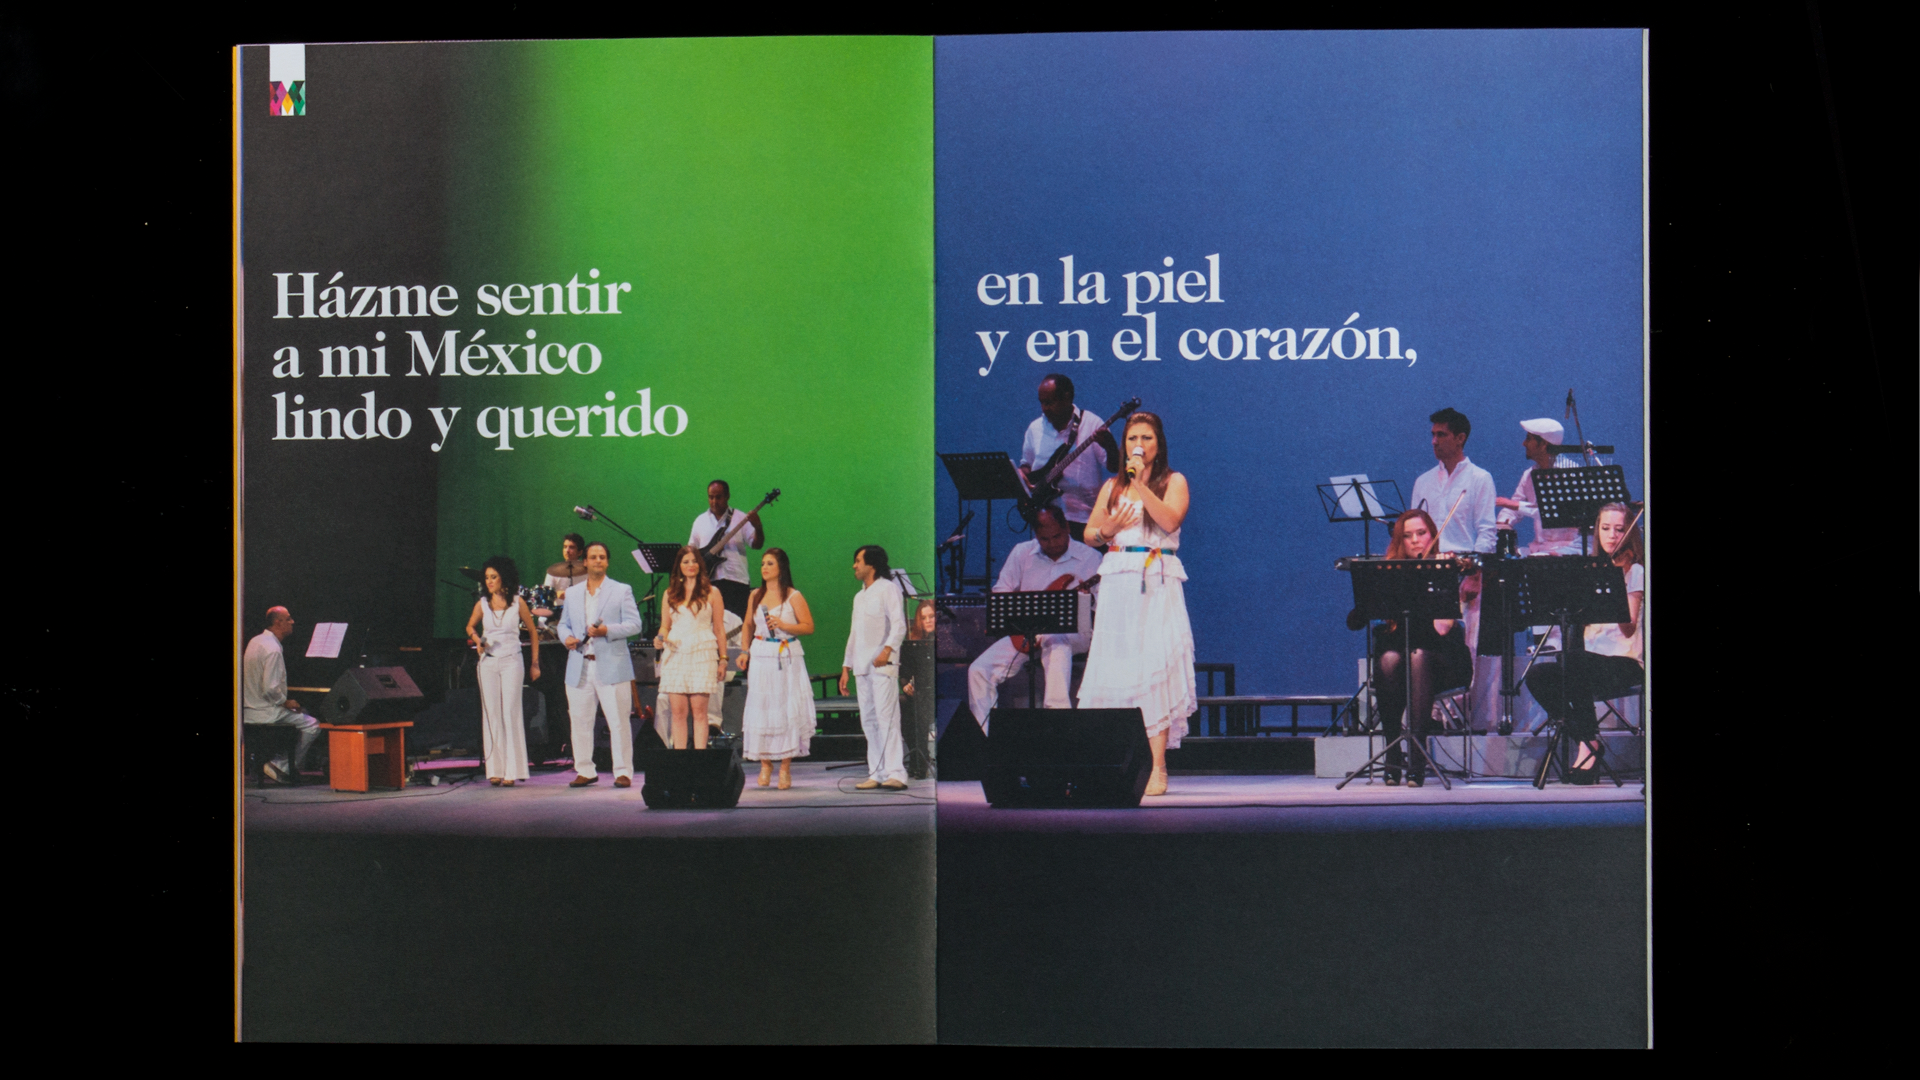 Házme sentir
a mi México
lindo y querido
en la piel
y en el corazón,